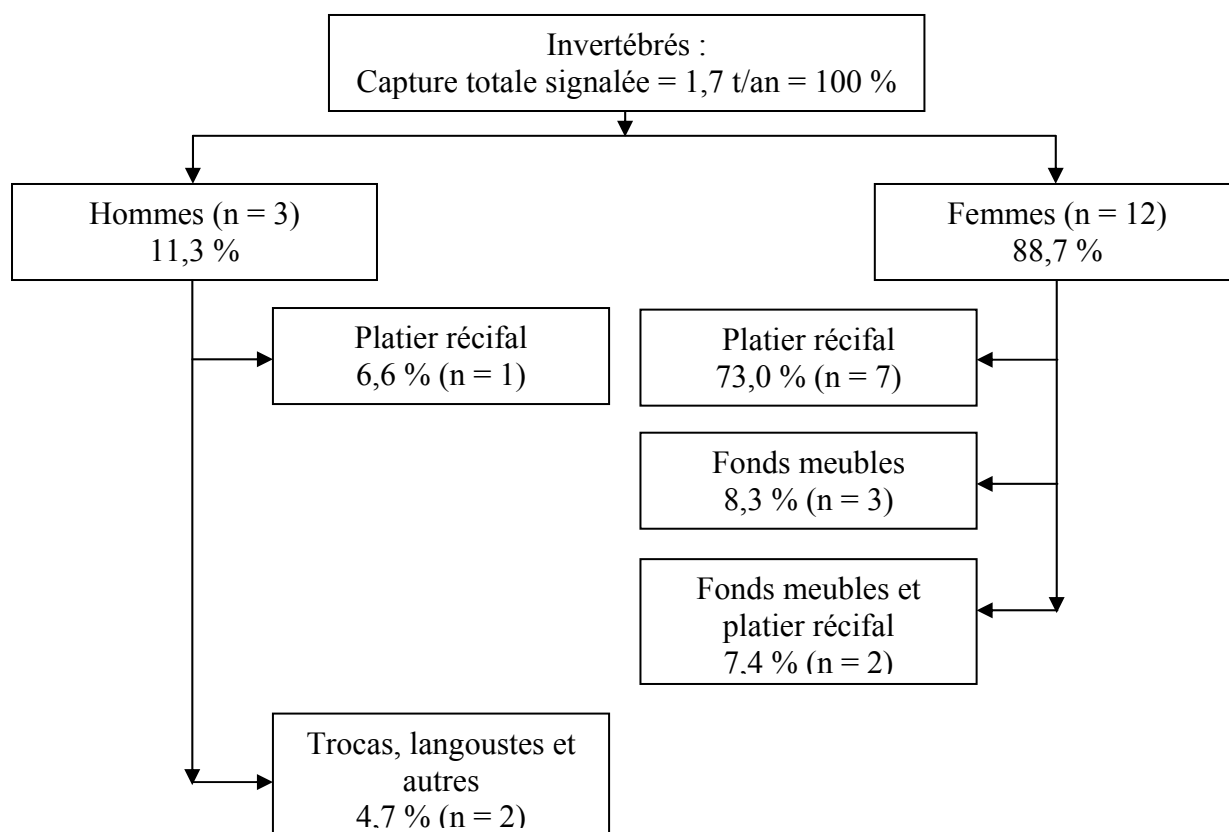 Invertébrés :
Capture totale signalée = 1,7 t/an = 100 %
Hommes (n = 3)
11,3 %
Femmes (n = 12)
88,7 %
Platier récifal
6,6 % (n = 1)
Platier récifal
73,0 % (n = 7)
Fonds meubles
8,3 % (n = 3)
Fonds meubles et
platier récifal
7,4 % (n = 2)
Trocas, langoustes et
autres
4,7 % (n = 2)